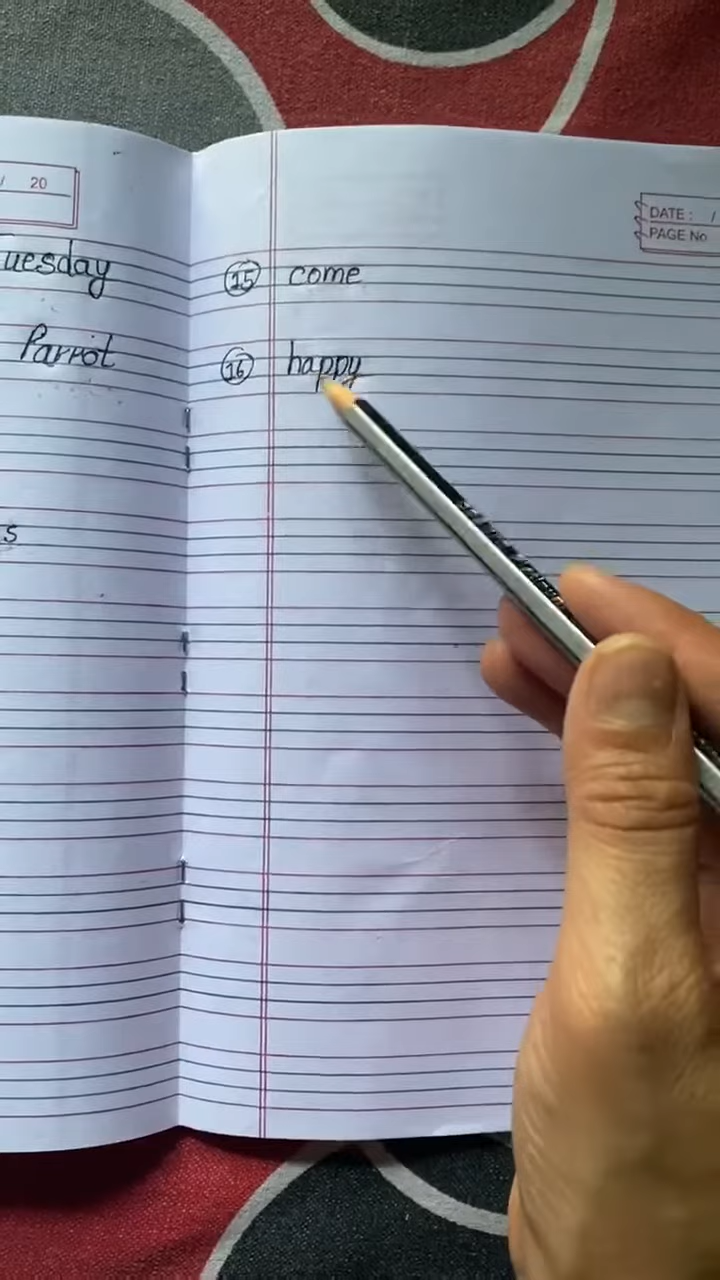 / 20
uesday
Parrot
s
DATE : /
PAGE No
15 come
16 happy